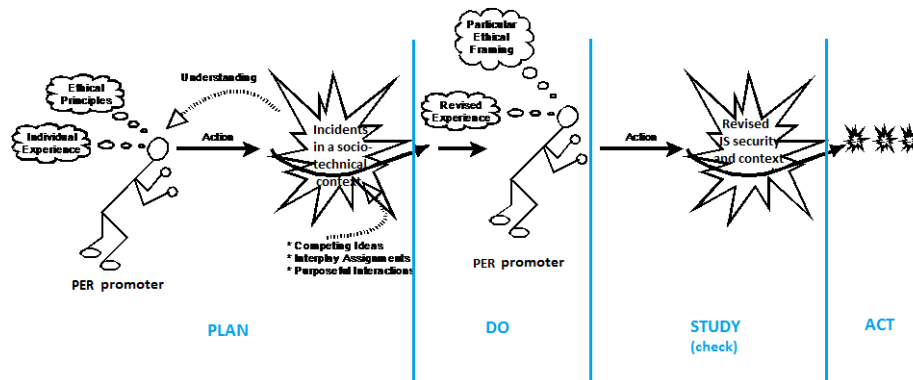 Ethical
Principles
Individual
Experience
Understanding
Action
PER promoter
Incidents
in a socio-
technical
context
* Competing Ideas
* Interplay Assignments
* Purposeful Interactions
PLAN
Particular
Ethical
Framing
Revised
Experience
PER promoter
DO
Action
Revised
IS security
and context
STUDY
(check)
ACT